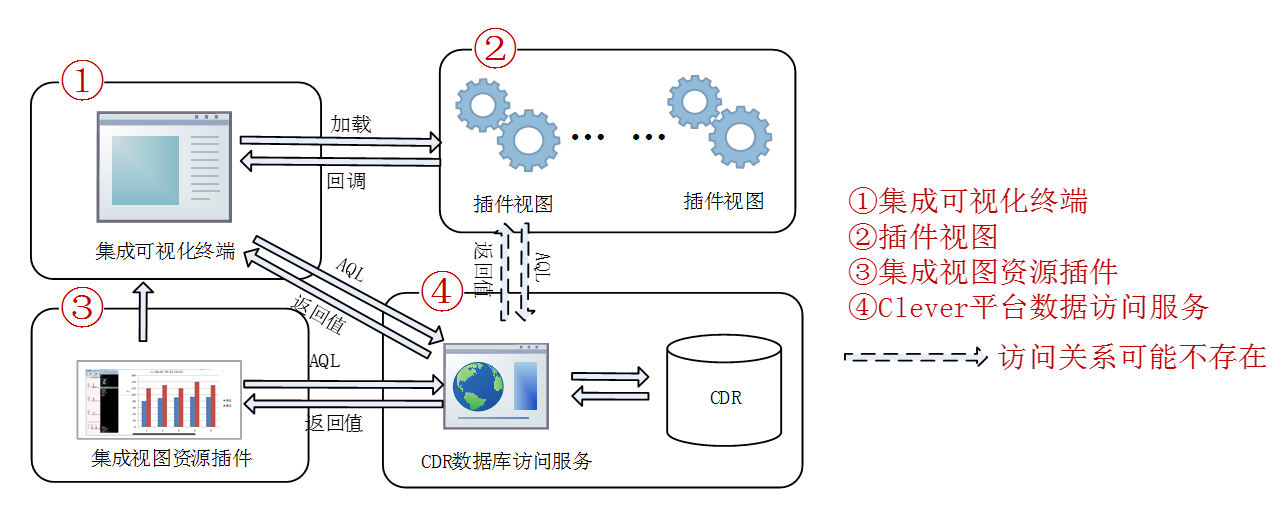 ①
②
加载
回调
插件视图
插件视图
集成可视化终端
AQL
返回值
返回值
AQL
③
④
AQL
返回值
集成视图资源插件
CDR数据库访问服务
CDR
①集成可视化终端
②插件视图
③集成视图资源插件
④Clever平台数据访问服务
访问关系可能不存在